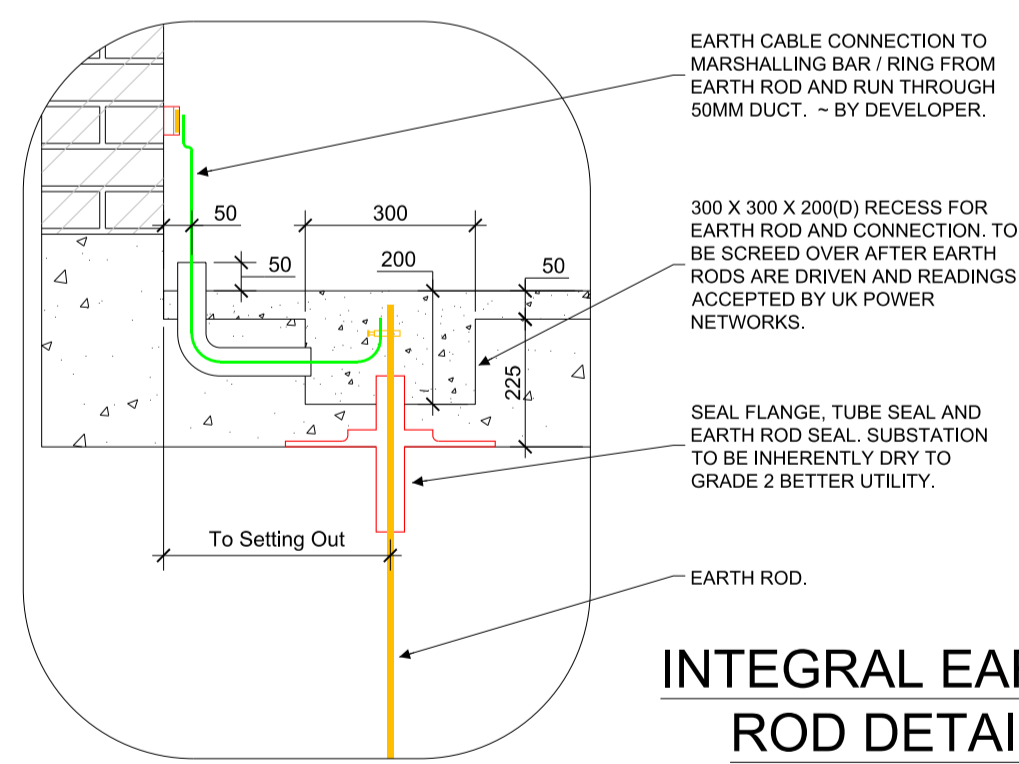 EARTH CABLE CONNECTION TO
MARSHALLING BAR / RING FROM
EARTH ROD AND RUN THROUGH
50MM DUCT. ~ BY DEVELOPER.
300 X 300 X 200(D) RECESS FOR
EARTH ROD AND CONNECTION. TO
BE SCREED OVER AFTER EARTH
RODS ARE DRIVEN AND READINGS
ACCEPTED BY UK POWER
NETWORKS.
50
300
50
200
50
225
SEAL FLANGE, TUBE SEAL AND
EARTH ROD SEAL. SUBSTATION
TO BE INHERENTLY DRY TO
GRADE 2 BETTER UTILITY.
To Setting Out
EARTH ROD.
INTEGRAL
ROD